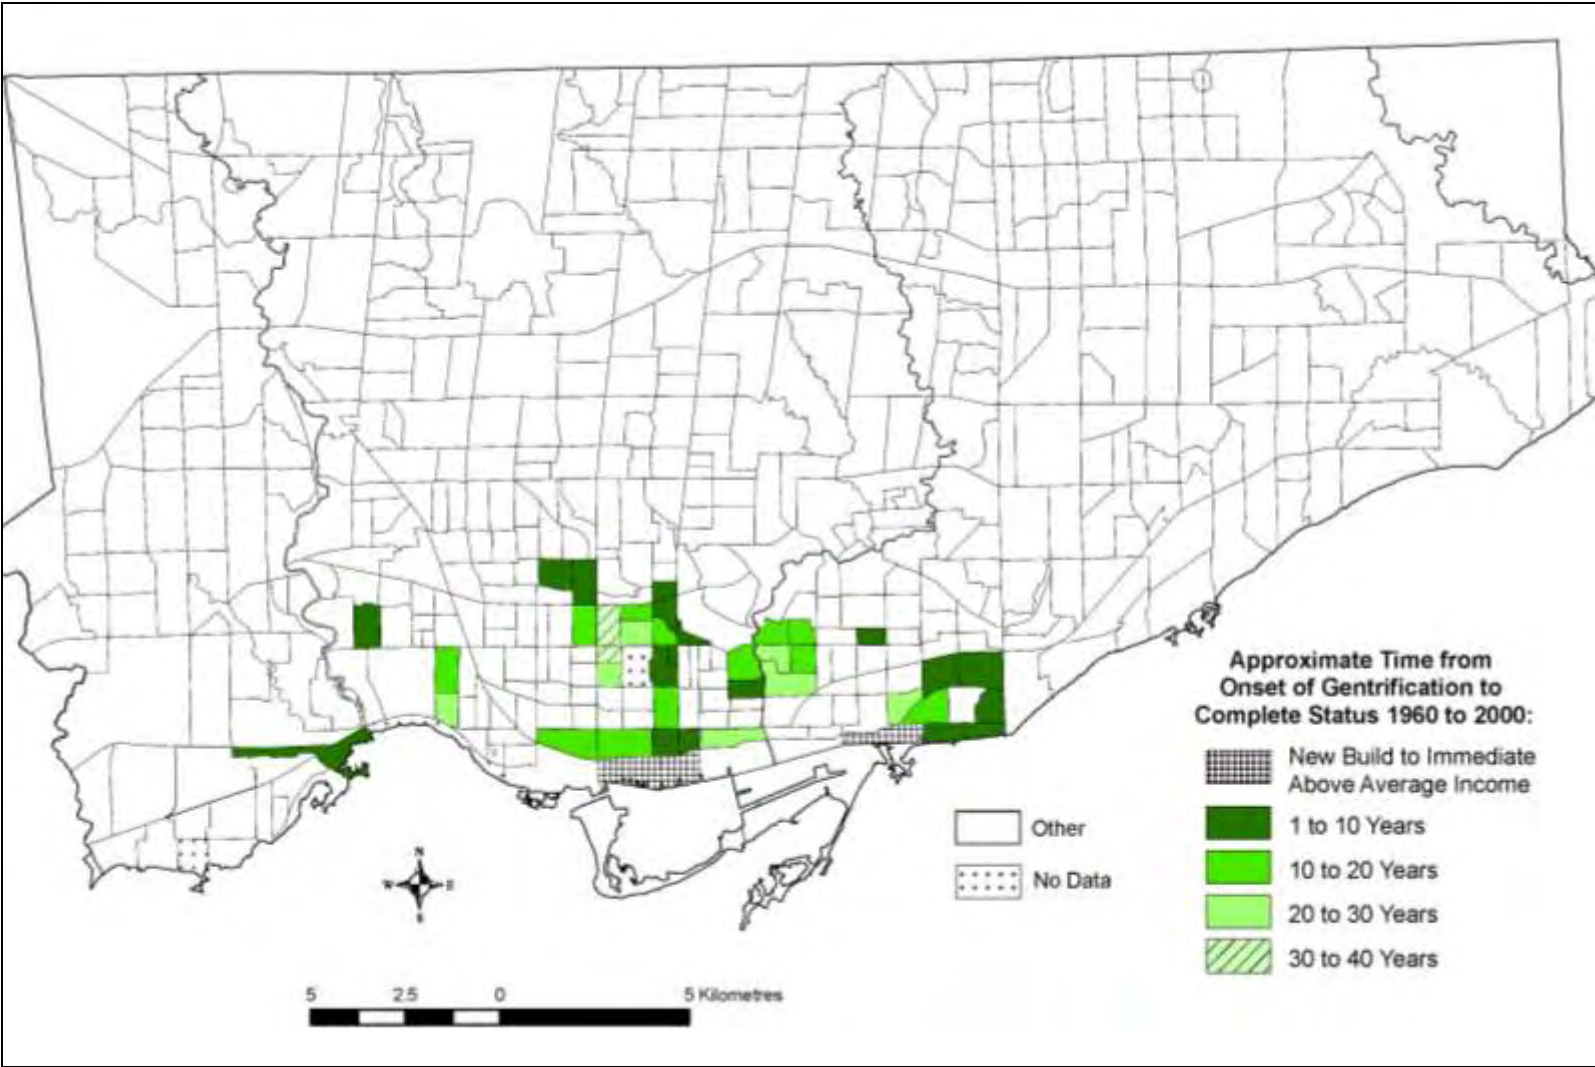 Approximate Time from
Onset of Gentrification to
Complete Status 1960 to 2000:
New Build to Immediate
Above Average Income
1 to 10 Years
10 to 20 Years
20 to 30 Years
30 to 40 Years
Other
No Data
N
W E
S
5 2.5 0 5 Kilometres